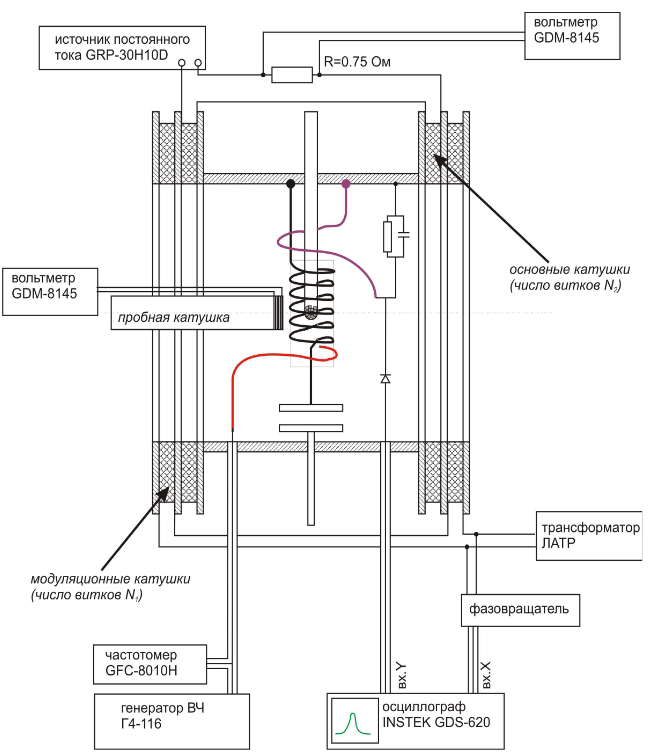 источник постоянного
тока GRP-30H10D
R=0.75 Ом
вольтметр
GDM-8145
основные катушки
(число витков N₂)
вольтметр
GDM-8145
пробная катушка
модуляционные катушки
(число витков N₁)
трансформатор
ЛАТР
фазовращатель
частотомер
GFC-8010H
генератор ВЧ
Г4-116
вх.Y
вх.X
осциллограф
INSTEK GDS-620